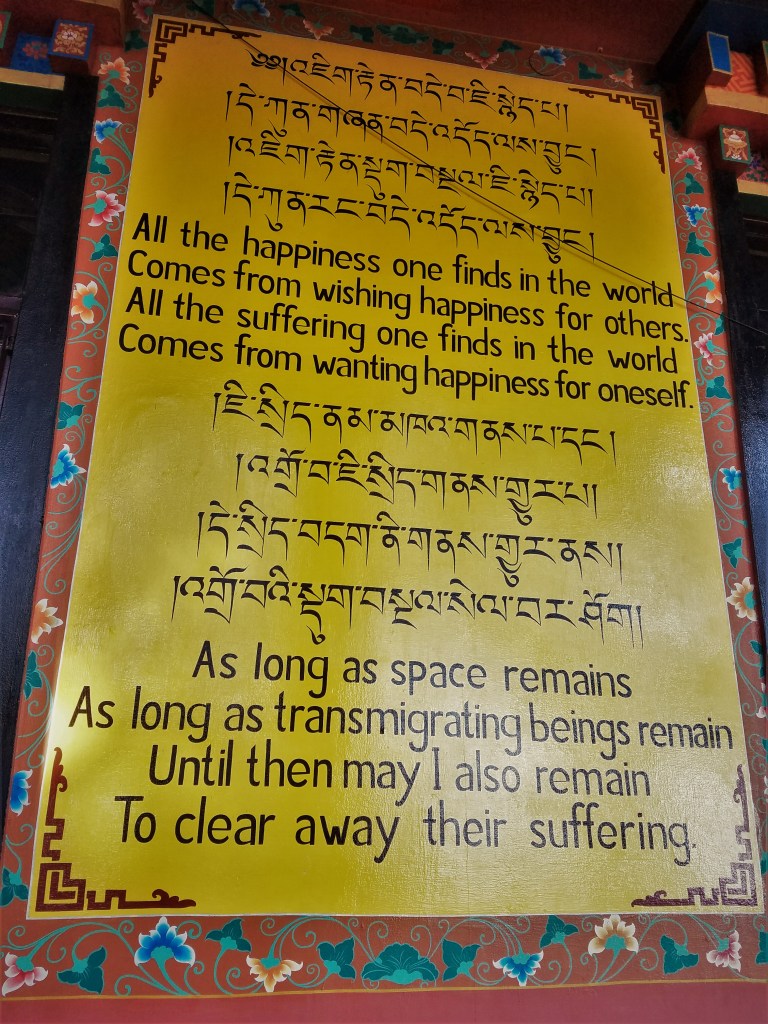 ༄༅།འཇིག་རྟེན་བདེ་བ་ཇི་སྙེད་པ།
།དེ་ཀུན་གཞན་བདེ་འདོད་ལས་བྱུང་།
།འཇིག་རྟེན་སྡུག་བསྔལ་ཇི་སྙེད་པ།
།དེ་ཀུན་རང་བདེ་འདོད་ལས་བྱུང་།
All the happiness one finds in the world
Comes from wishing happiness for others.
All the suffering one finds in the world
Comes from wanting happiness for oneself.
།ཇི་སྲིད་ནམ་མཁའ་གནས་པ་དང་།
།འགྲོ་བ་ཇི་སྲིད་གནས་གྱུར་པ།
།དེ་སྲིད་བདག་ནི་གནས་གྱུར་ནས།
།འགྲོ་བའི་སྡུག་བསྔལ་སེལ་བར་ཤོག།
As long as space remains
As long as transmigrating beings remain
Until then may I also remain
To clear away their suffering.